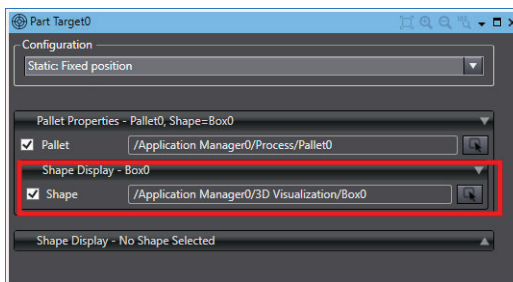 Part Target0
Configuration
Static: Fixed position
Pallet Properties - Pallet0, Shape=Box0
Pallet /Application Manager0/Process/Pallet0
Shape Display - Box0
Shape /Application Manager0/3D Visualization/Box0
Shape Display - No Shape Selected